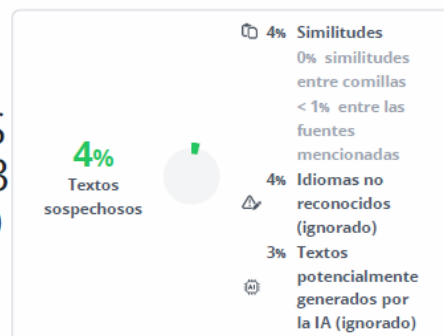 4%
Textos
sospechosos
4% Similitudes
0% similitudes
entre comillas
< 1% entre las
fuentes
mencionadas
4% Idiomas no
reconocidos
(ignorado)
3% Textos
potencialmente
generados por
la IA (ignorado)
AI